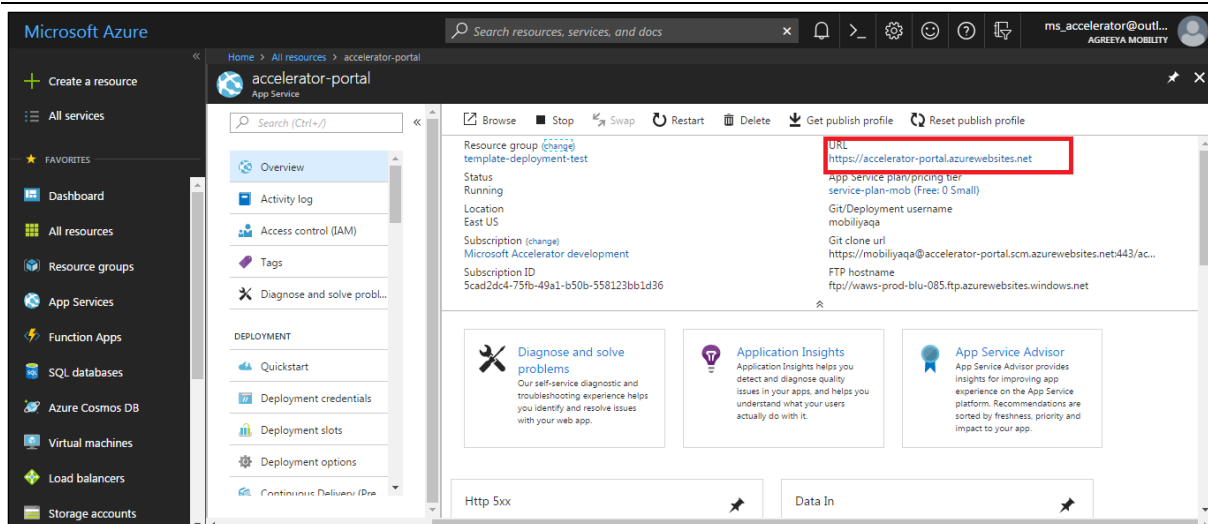 Microsoft Azure
Search resources, services, and docs
ms_accelerator@outl...
AGREEYA MOBILITY
Create a resource
All services
FAVORITES
Dashboard
All resources
Resource groups
App Services
Function Apps
SQL databases
Azure Cosmos DB
Virtual machines
Load balancers
Storage accounts
Home > All resources > accelerator-portal
accelerator-portal
App Service
Search (Ctrl+/)
Overview
Activity log
Access control (IAM)
Tags
Diagnose and solve probl...
DEPLOYMENT
Quickstart
Deployment credentials
Deployment slots
Deployment options
Continuous Delivery (Pre
Browse Stop Swap Restart Delete Get publish profile Reset publish profile
Resource group (change)
template-deployment-test
Status
Running
Location
East US
Subscription (change)
Microsoft Accelerator development
Subscription ID
5cad2dc4-75fb-49a1-b50b-558123bb1d36
URL
https://accelerator-portal.azurewebsites.net
App Service plan/pricing tier
service-plan-mob (Free: 0 Small)
Git/Deployment username
mobiliyaqa
Git clone url
https://mobiliyaqa@accelerator-portal.scm.azurewebsites.net:443/ac...
FTP hostname
ftp://waws-prod-blu-085.ftp.azurewebsites.windows.net
Diagnose and solve
problems
Our self-service diagnostic and
troubleshooting experience helps
you identify and resolve issues
with your web app.
Application Insights
Application Insights helps you
detect and diagnose quality
issues in your apps, and helps you
understand what your users
actually do with it.
App Service Advisor
App Service Advisor provides
insights for improving app
experience on the App Service
platform. Recommendations are
sorted by freshness, priority and
impact to your app.
Http 5xx
Data In